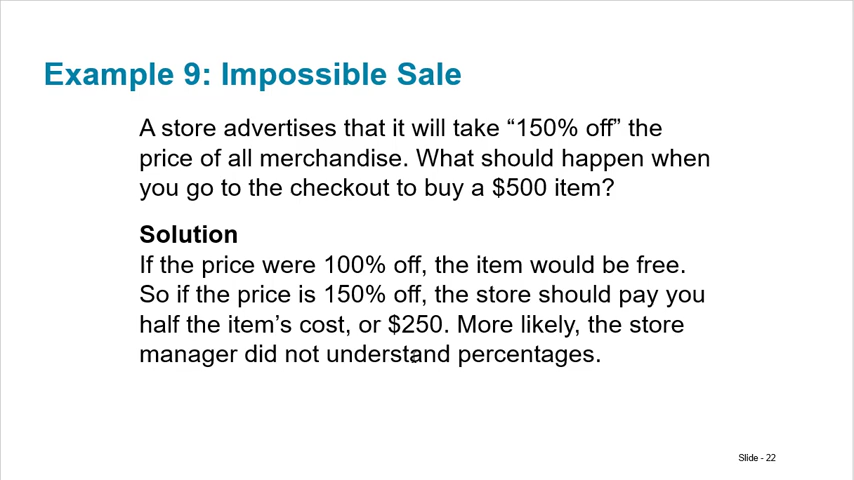 Example 9: Impossible Sale
A store advertises that it will take “150% off” the
price of all merchandise. What should happen when
you go to the checkout to buy a $500 item?
Solution
If the price were 100% off, the item would be free.
So if the price is 150% off, the store should pay you
half the item’s cost, or $250. More likely, the store
manager did not understand percentages.
Slide - 22